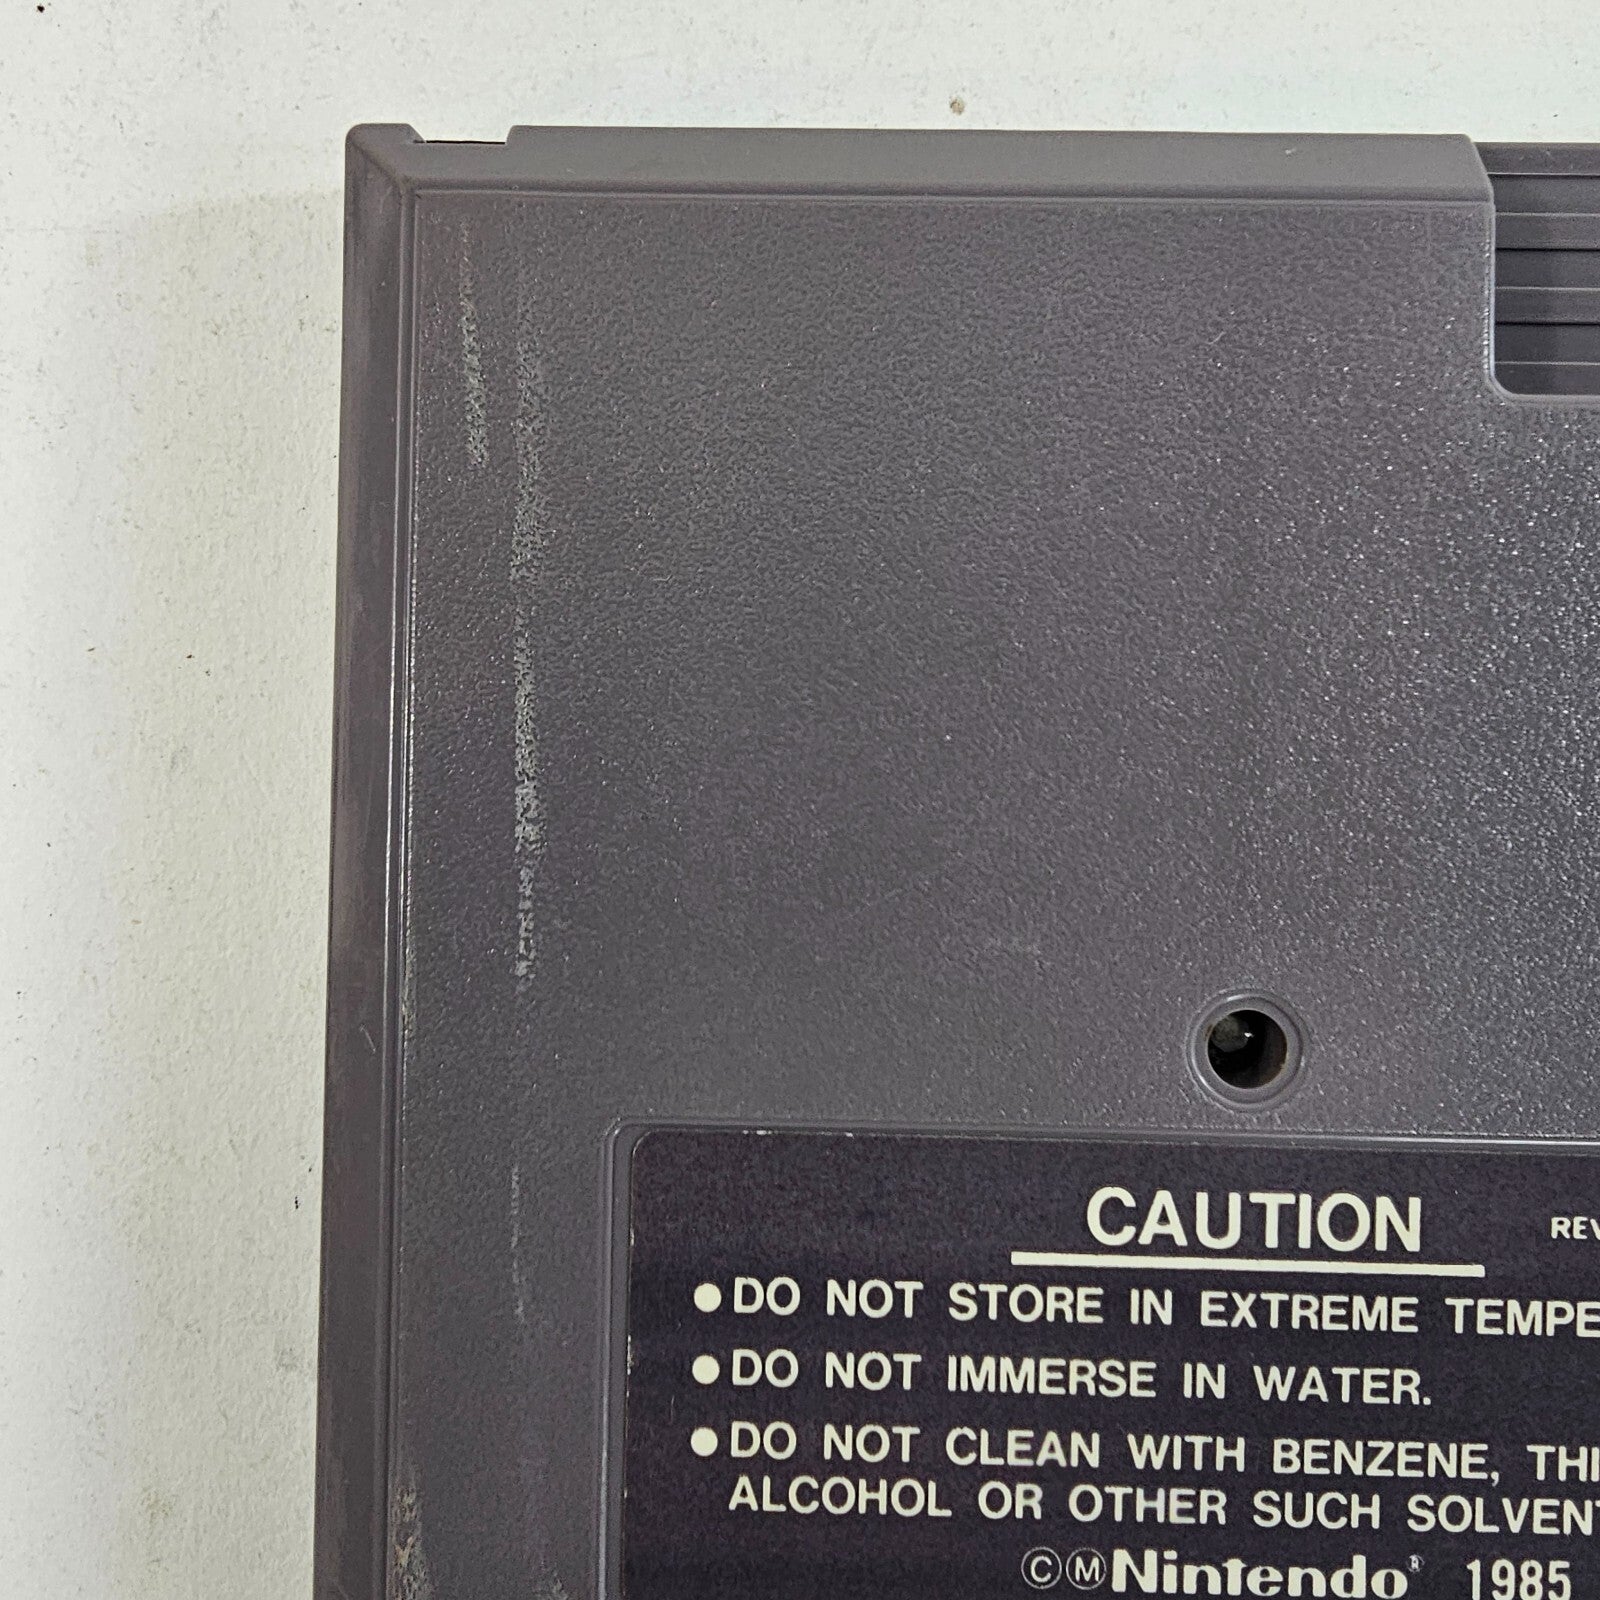 CAUTION
REV
●DO NOT STORE IN EXTREME TEMPE
●DO NOT IMMERSE IN WATER.
●DO NOT CLEAN WITH BENZENE, THI
ALCOHOL OR OTHER SUCH SOLVENT
ⒸⓂNintendo® 1985